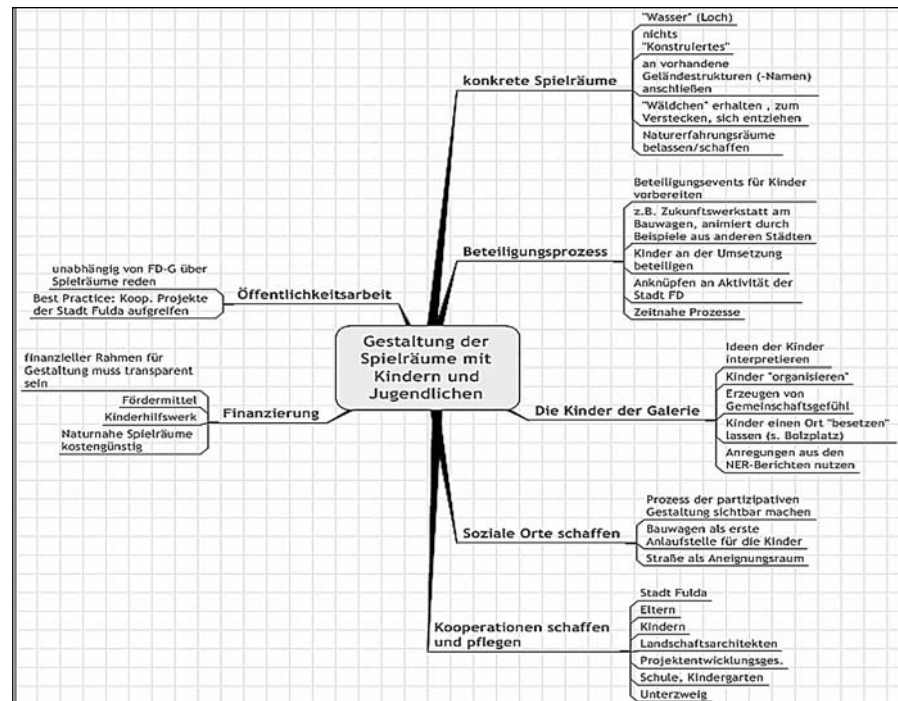 "Wasser" (Loch)
nichts
"Konstruiertes"
an vorhandene
Geländestrukturen (-Namen)
anschließen
"Wäldchen" erhalten , zum
Verstecken, sich entziehen
Naturerfahrungsräume
belassen/schaffen
konkrete Spielräume
Beteiligungsevents für Kinder
vorbereiten
z.B. Zukunftswerkstatt am
Bauwagen, animiert durch
Beispiele aus anderen Städten
Kinder an der Umsetzung
beteiligen
Anknüpfen an Aktivität der
Stadt FD
Zeitnahe Prozesse
Beteiligungsprozess
unabhängig von FD-G über
Spielräume reden
Best Practice: Koop. Projekte
der Stadt Fulda aufgreifen
Öffentlichkeitsarbeit
Gestaltung der
Spielräume mit
Kindern und
Jugendlichen
finanzieller Rahmen für
Gestaltung muss transparent
sein
Fördermittel
Kinderhilfswerk
Naturnahe Spielräume
kostengünstig
Finanzierung
Ideen der Kinder
interpretieren
Kinder "organisieren"
Erzeugen von
Gemeinschaftsgefühl
Kinder einen Ort "besetzen"
lassen (s. Bolzplatz)
Anregungen aus den
NER-Berichten nutzen
Die Kinder der Galerie
Prozess der partizipativen
Gestaltung sichtbar machen
Bauwagen als erste
Anlaufstelle für die Kinder
Straße als Aneignungsraum
Soziale Orte schaffen
Stadt Fulda
Eltern
Kindern
Landschaftsarchitekten
Projektentwicklungsges.
Schule, Kindergarten
Unterzweig
Kooperationen schaffen
und pflegen